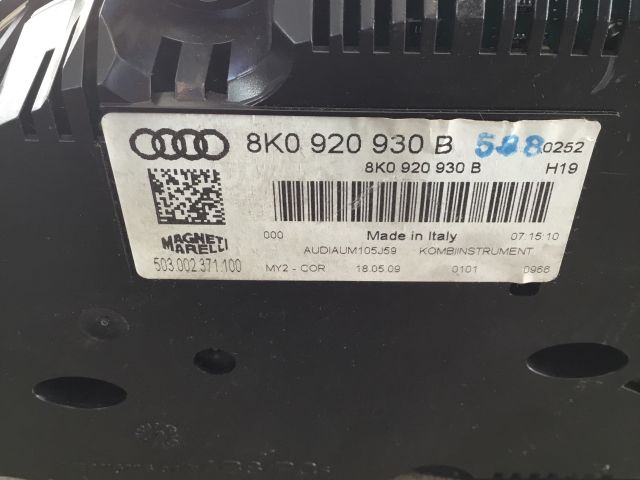 8K0 920 930 B 0252
8K0 920 930 B H19
000 Made in Italy 07:15:10
MAGNETI
MARELLI
AUDIAUM105J59 KOMBIINSTRUMENT
503.002.371.100
MY2 - COR 18.05.09 0101 0966